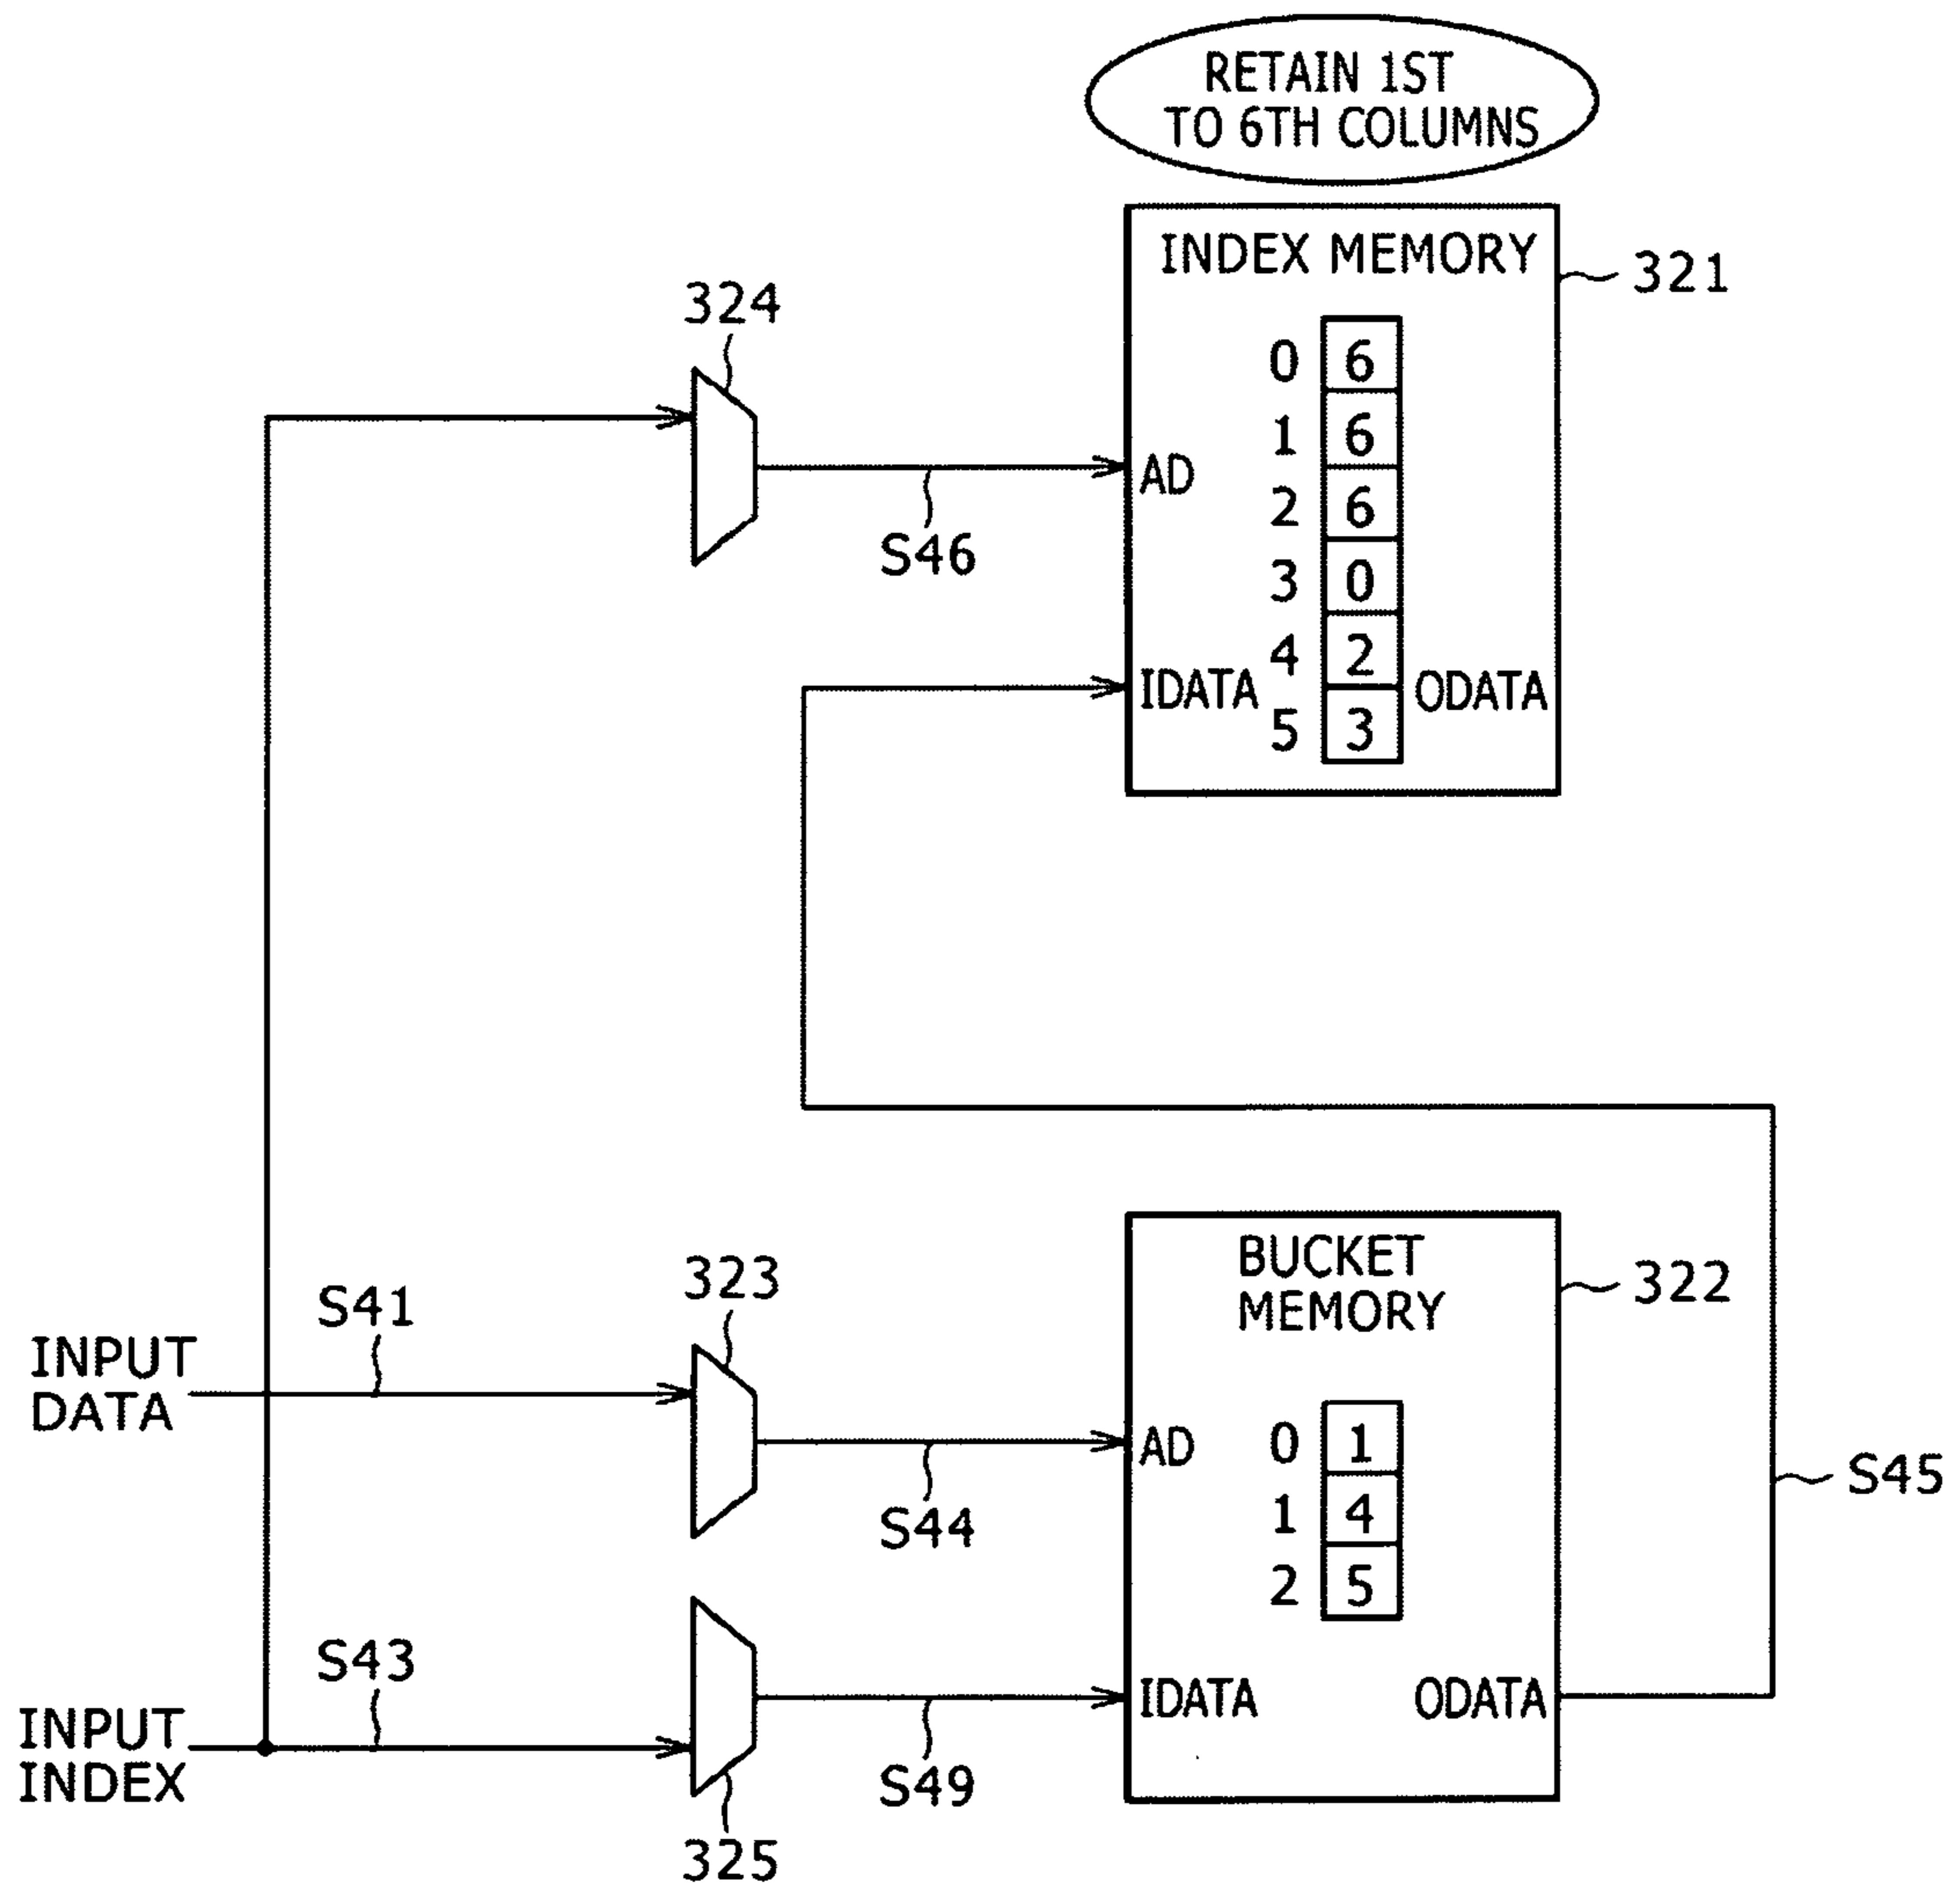 RETAIN 1ST
TO 6TH COLUMNS
INDEX MEMORY
321
324
0 6
1 6
AD
2 6
S46
3 0
4 2
IDATA
ODATA
5 3
BUCKET
MEMORY
322
323
S41
INPUT
DATA
AD
0 1
S45
1 4
S44
2 5
S43
IDATA
ODATA
INPUT
INDEX
S49
325